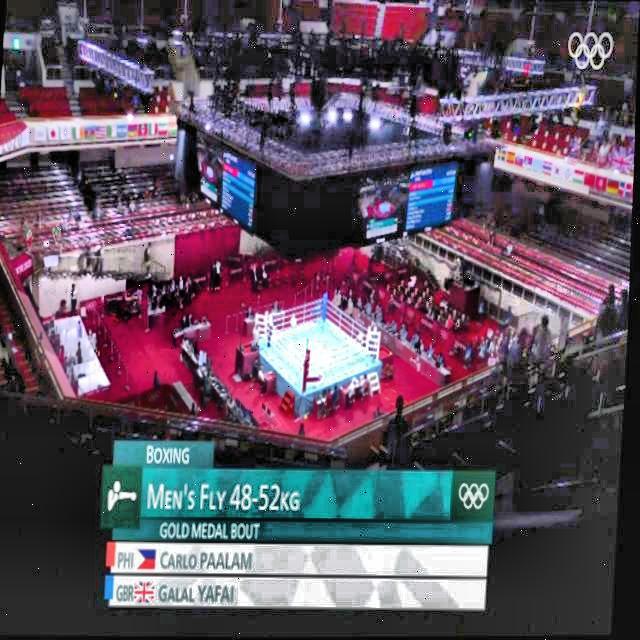 BOXING
MEN'S FLY 48-52KG
GOLD MEDAL BOUT
PHI CARLO PAALAM
GBR GALAL YAFAI